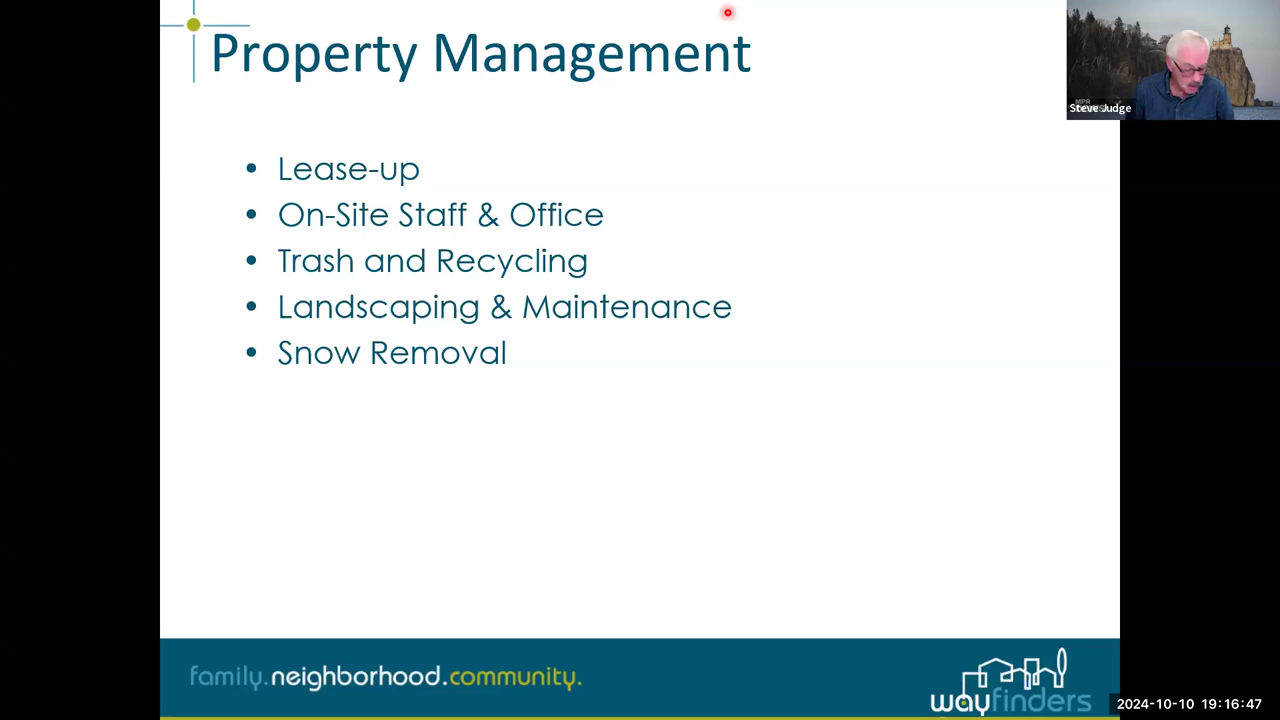 Property Management
MPR
Steve Judge
• Lease-up
• On-Site Staff & Office
• Trash and Recycling
• Landscaping & Maintenance
• Snow Removal
family.neighborhood.community.
wayfinders
2024-10-10 19:16:47